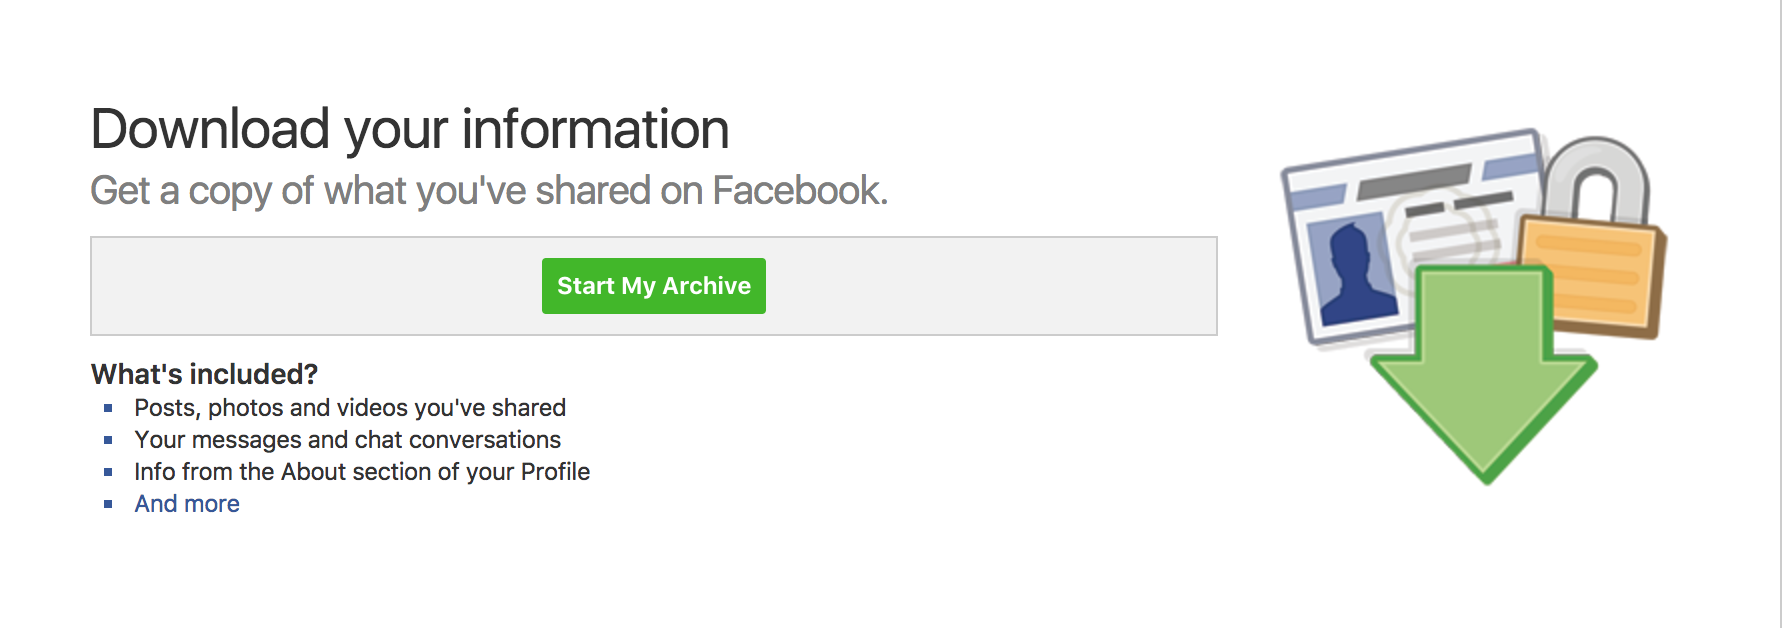 Download your information
Get a copy of what you've shared on Facebook.
Start My Archive
What's included?
Posts, photos and videos you've shared
Your messages and chat conversations
Info from the About section of your Profile
And more